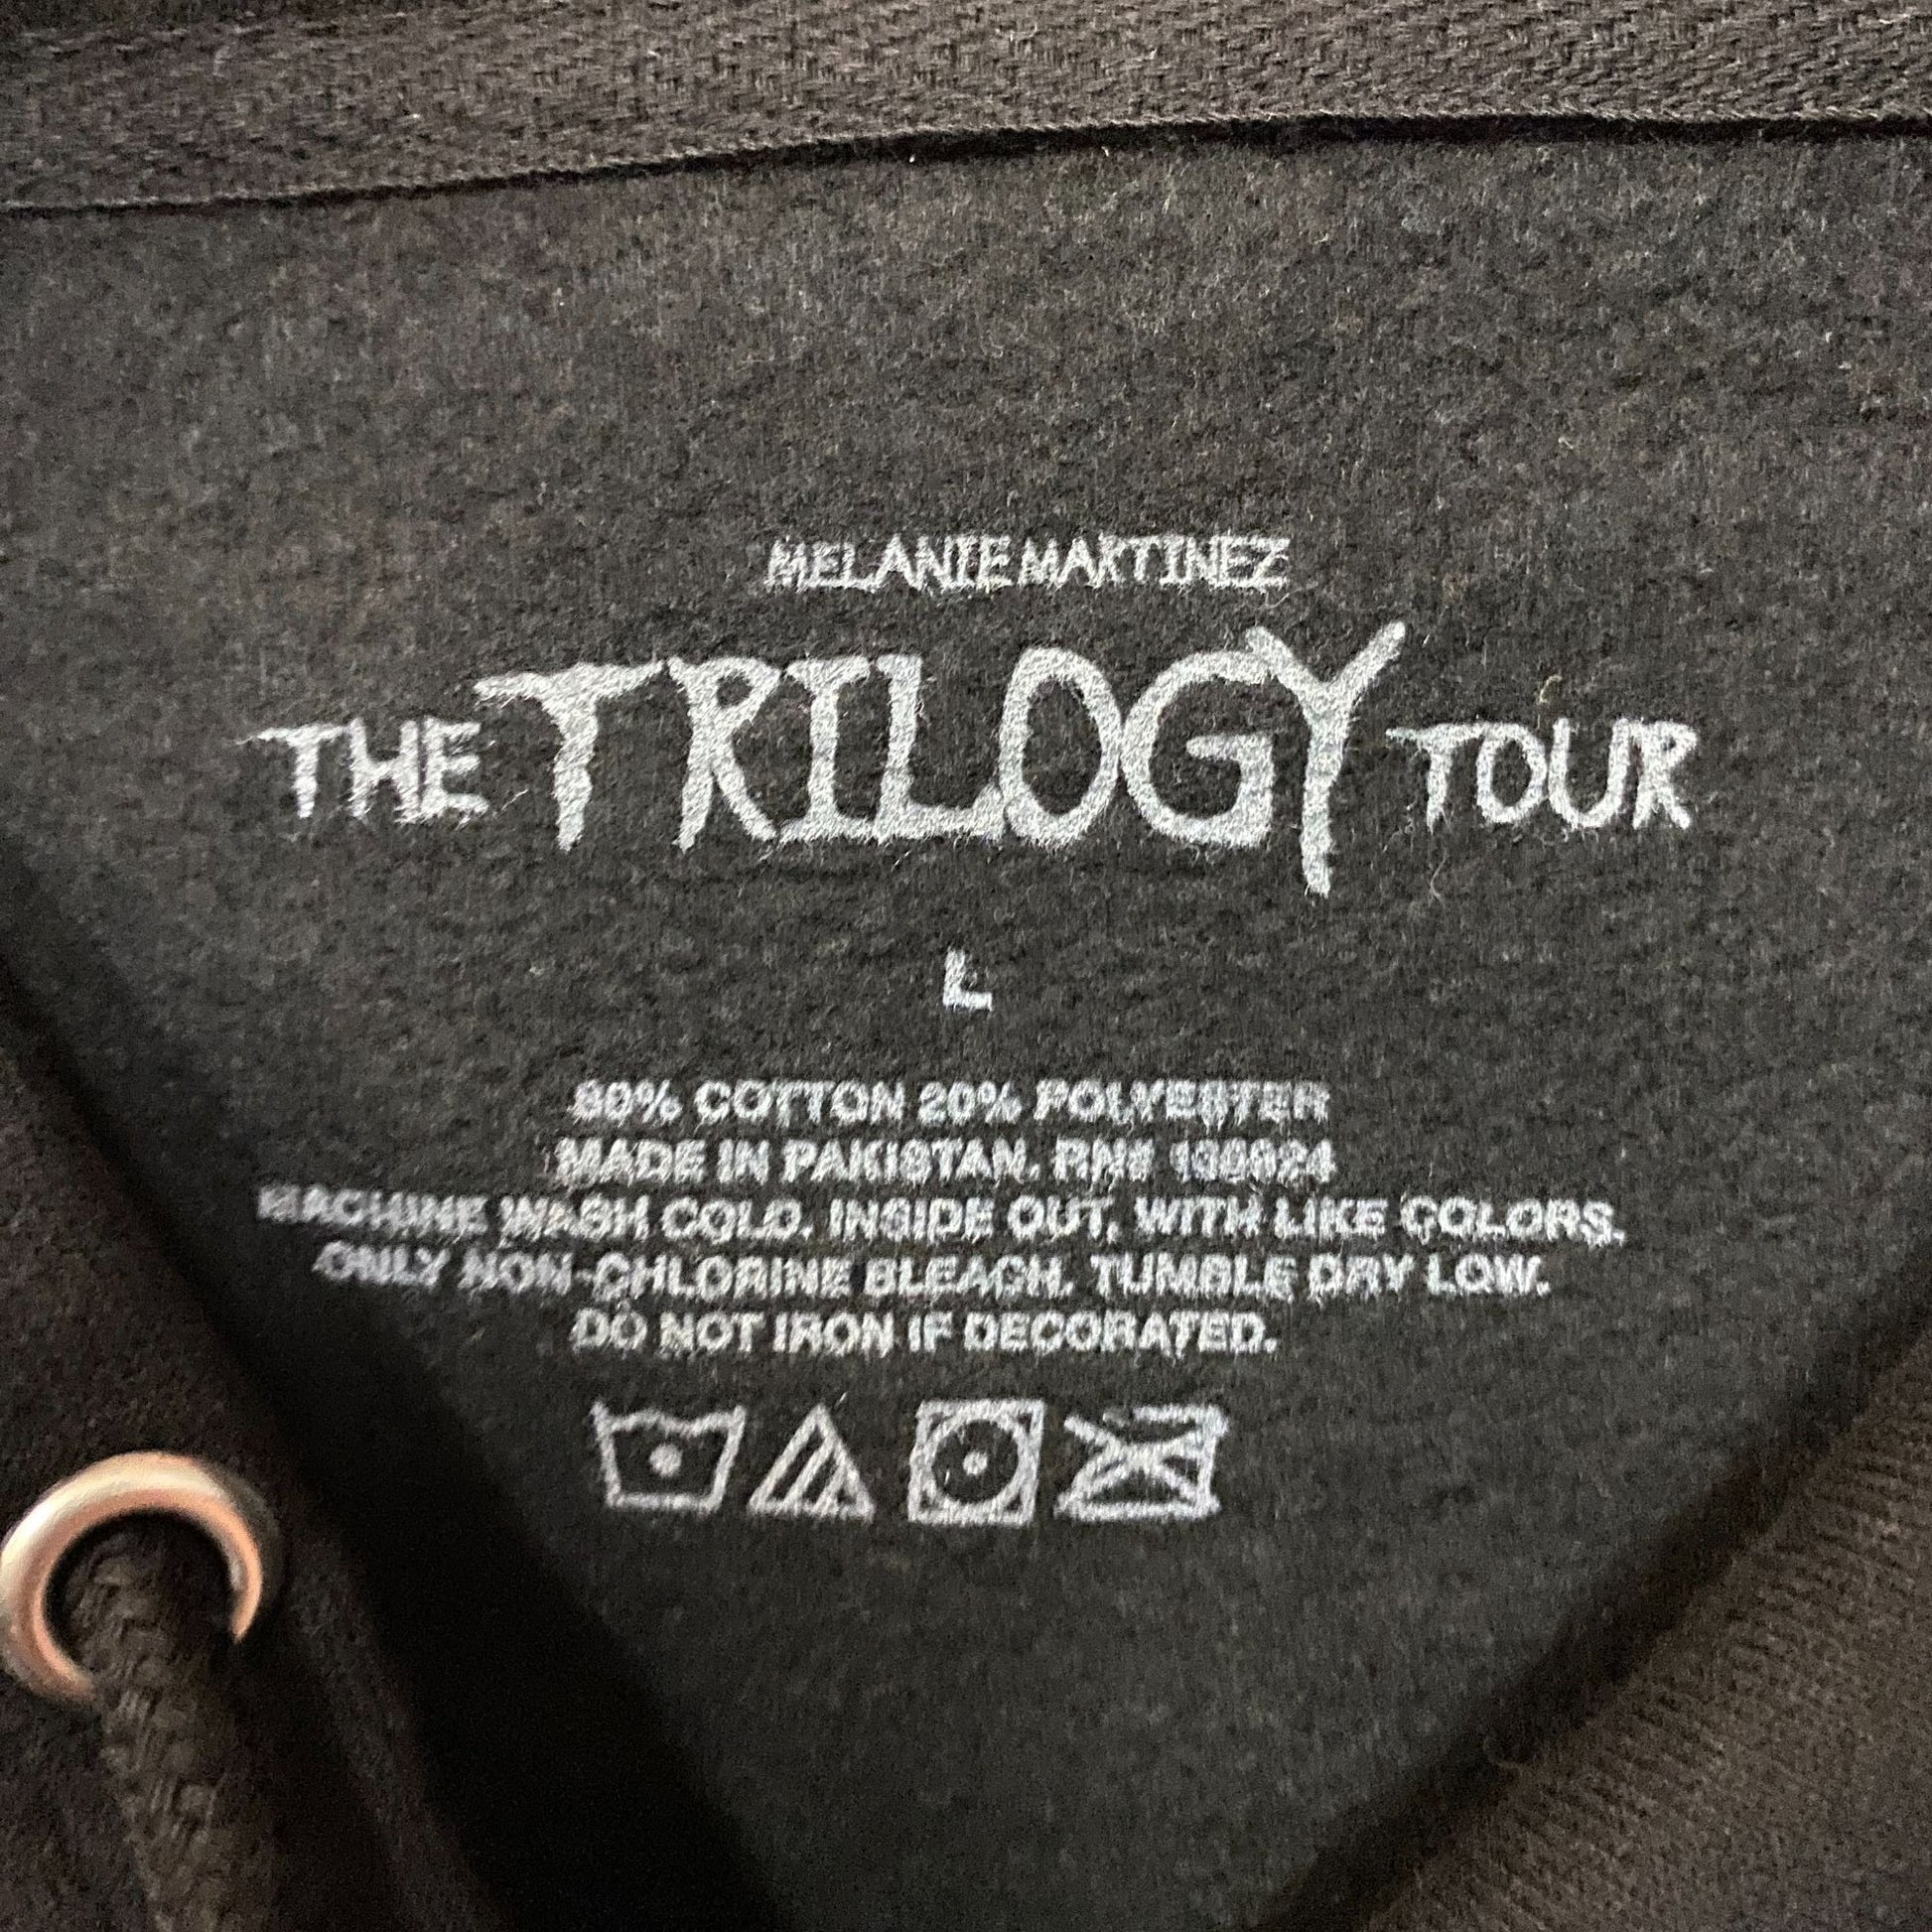 MELANIE MARTINEZ
THE TRILOGY TOUR
L
80% COTTON 20% POLYESTER
MADE IN PAKISTAN. RN#
MACHINE WASH COLD. INSIDE OUT, WITH LIKE COLORS.
ONLY NON-CHLORINE BLEACH. TUMBLE DRY LOW.
DO NOT IRON IF DECORATED.